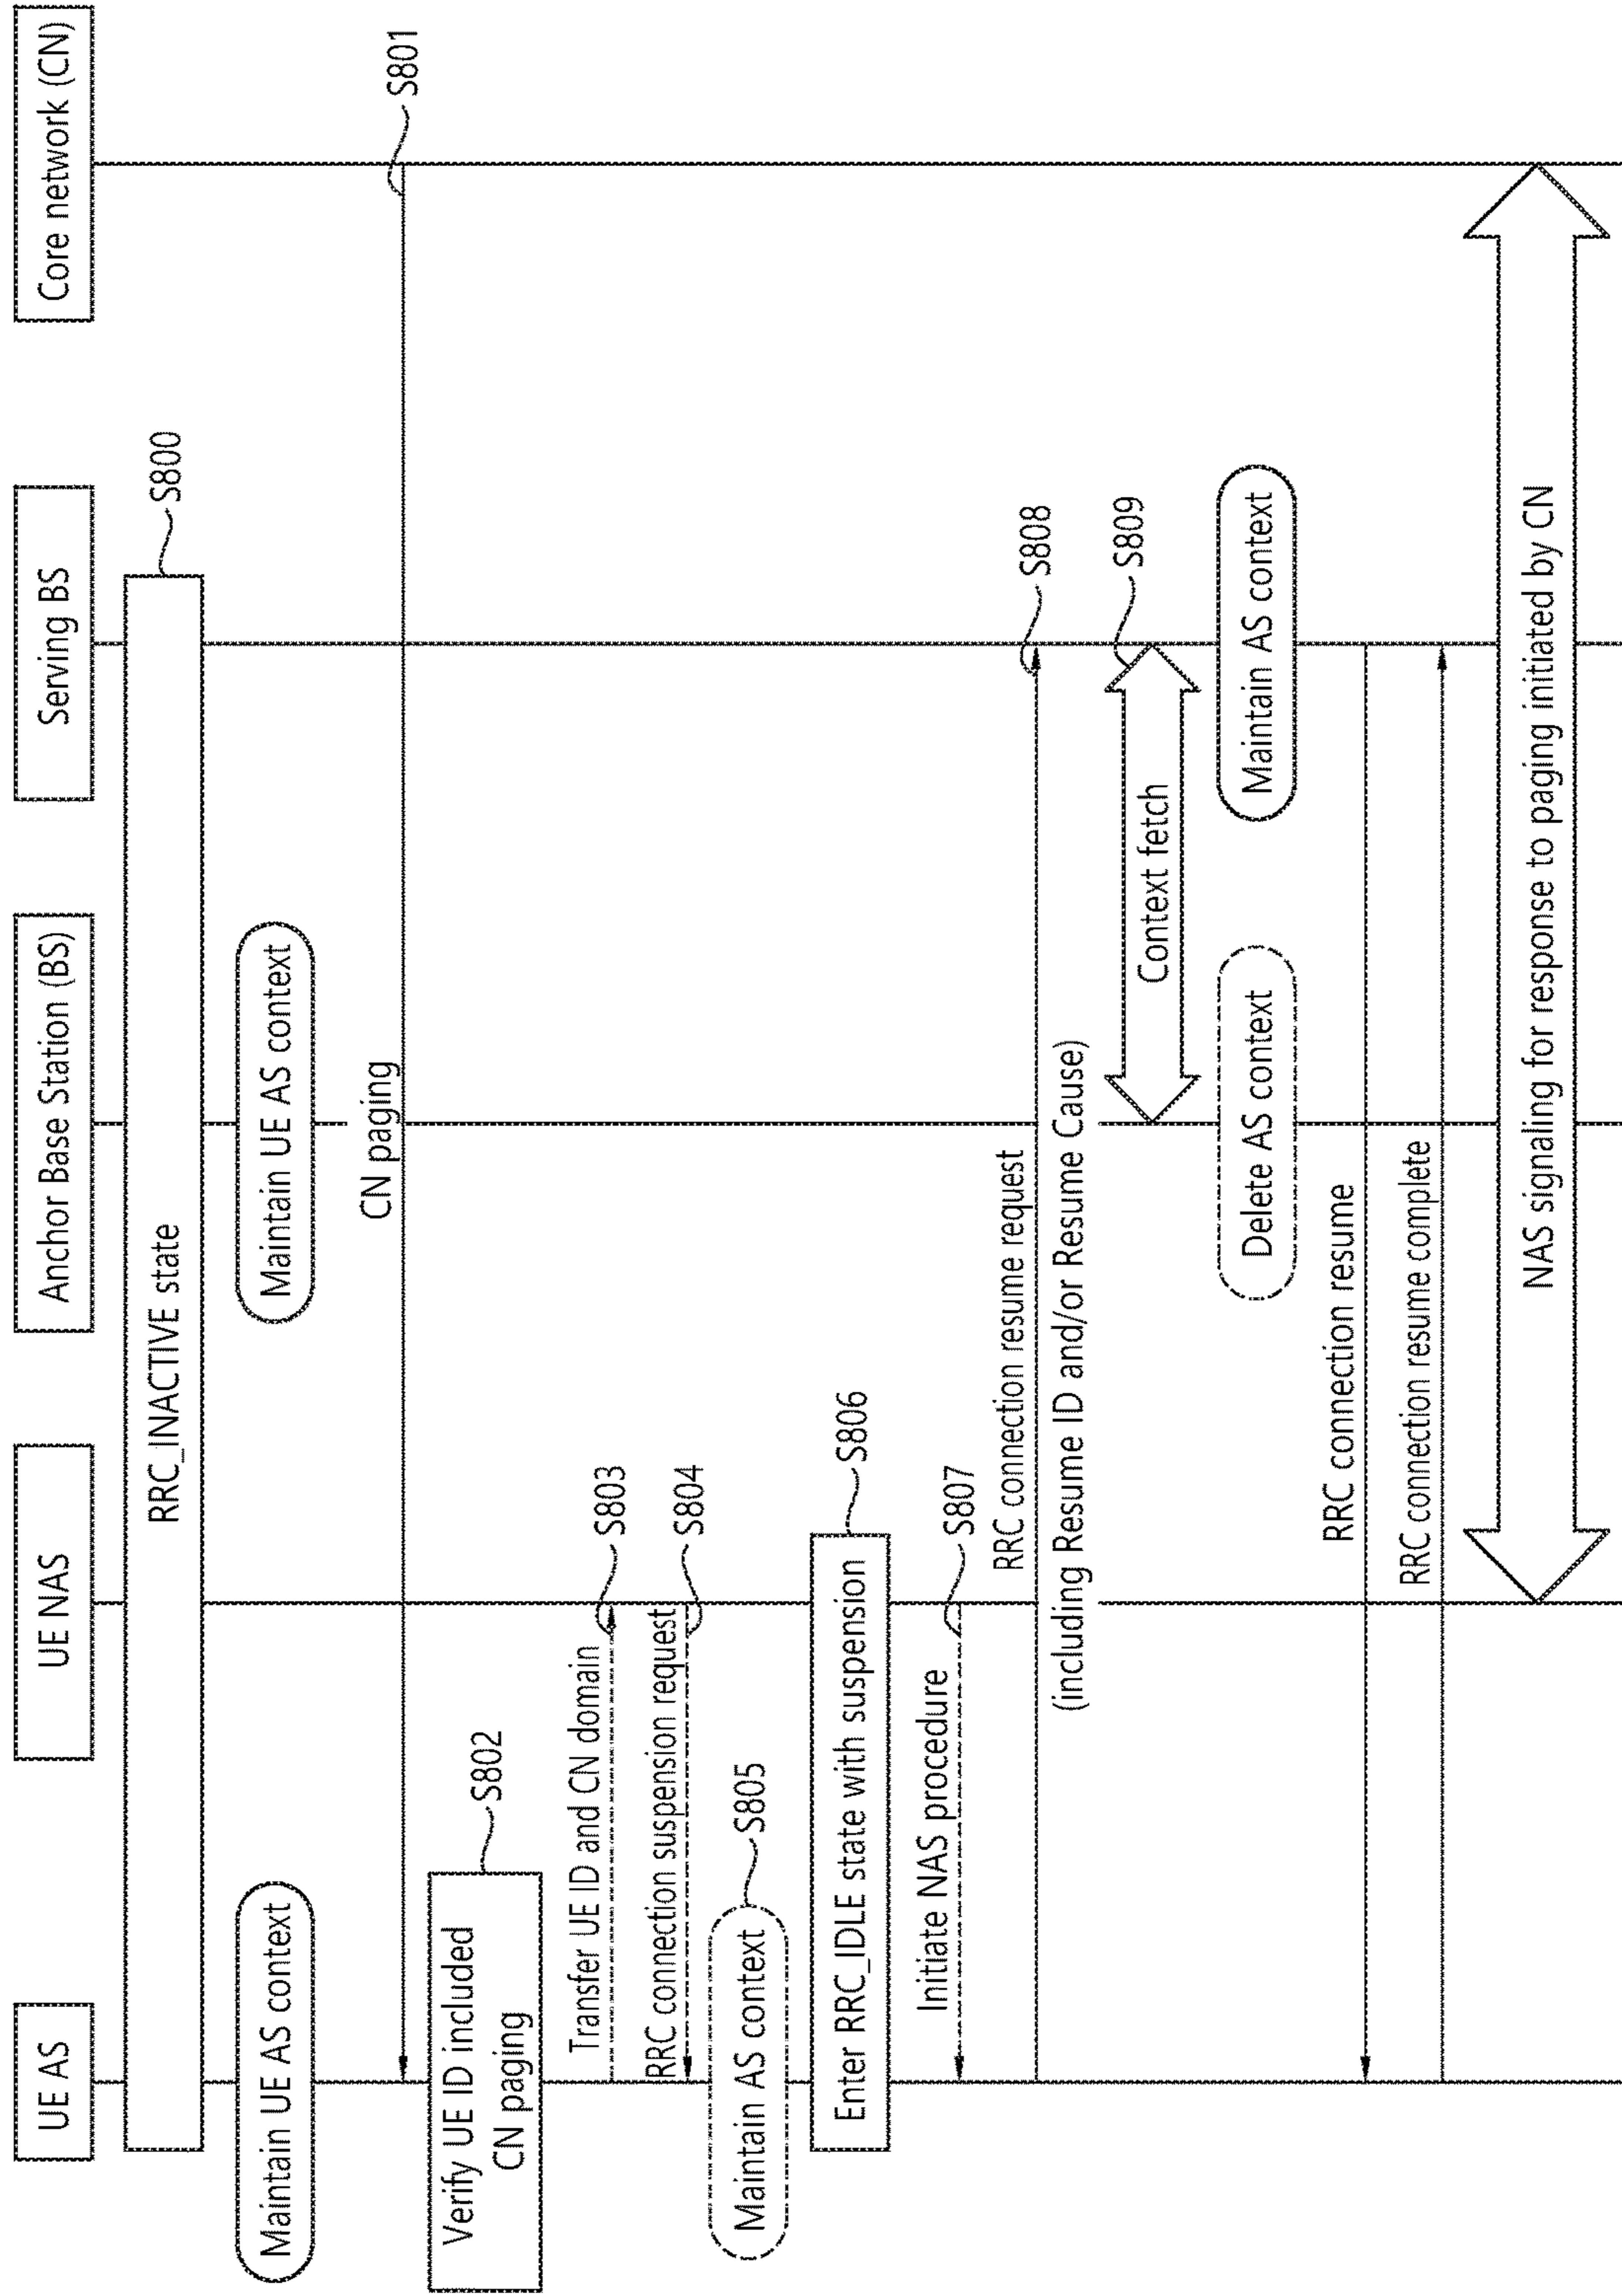 UE AS
UE NAS
Anchor Base Station (BS)
Serving BS
Core network (CN)
RRC_INACTIVE state
S800
Maintain UE AS context
Maintain UE AS context
CN paging
S801
Verify UE ID included
CN paging
S802
Transfer UE ID and CN domain
S803
RRC connection suspension request
S804
Maintain AS context
S805
Enter RRC_IDLE state with suspension
S806
Initiate NAS procedure
S807
RRC connection resume request
S808
(including Resume ID and/or Resume Cause)
Context fetch
S809
Delete AS context
Maintain AS context
RRC connection resume
RRC connection resume complete
NAS signaling for response to paging initiated by CN